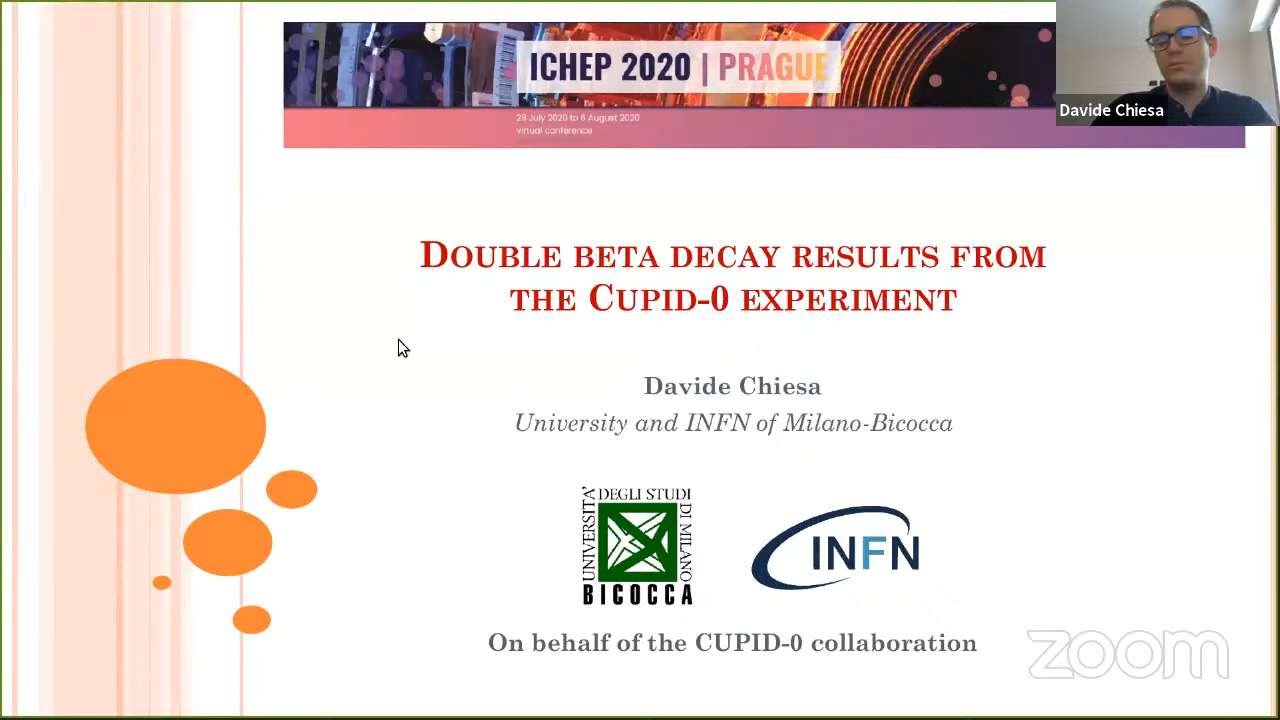 ICHEP 2020 | PRAGUE
28 July 2020 to 6 August 2020
virtual conference
Davide Chiesa
DOUBLE BETA DECAY RESULTS FROM
THE CUPID-0 EXPERIMENT
Davide Chiesa
University and INFN of Milano-Bicocca
UNIVERSITA' DEGLI STUDI DI MILANO
BICOCCA
INFN
On behalf of the CUPID-0 collaboration
zoom